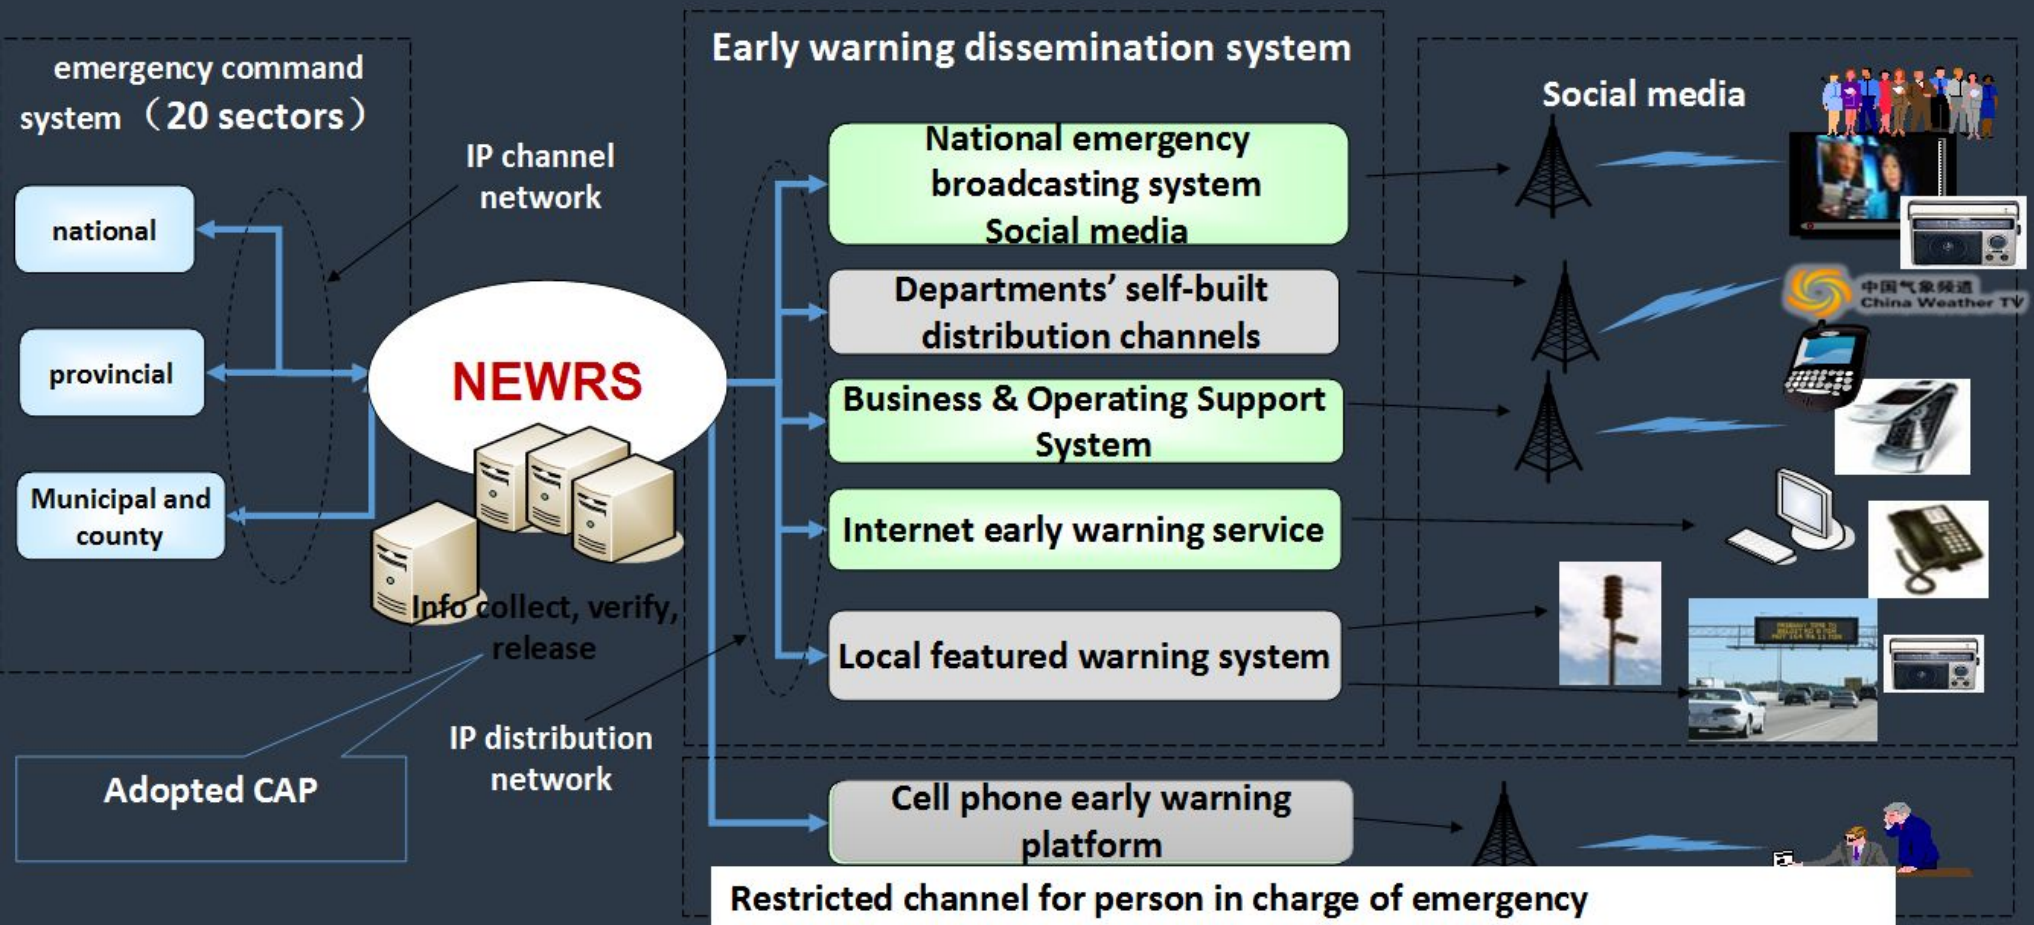 emergency command
system（20 sectors）
national
provincial
Municipal and
county
IP channel
network
NEWRS
Info collect, verify,
release
Adopted CAP
IP distribution
network
Early warning dissemination system
National emergency
broadcasting system
Social media
Departments’ self-built
distribution channels
Business & Operating Support
System
Internet early warning service
Local featured warning system
Cell phone early warning
platform
Restricted channel for person in charge of emergency
Social media
中国气象频道
China Weather TV